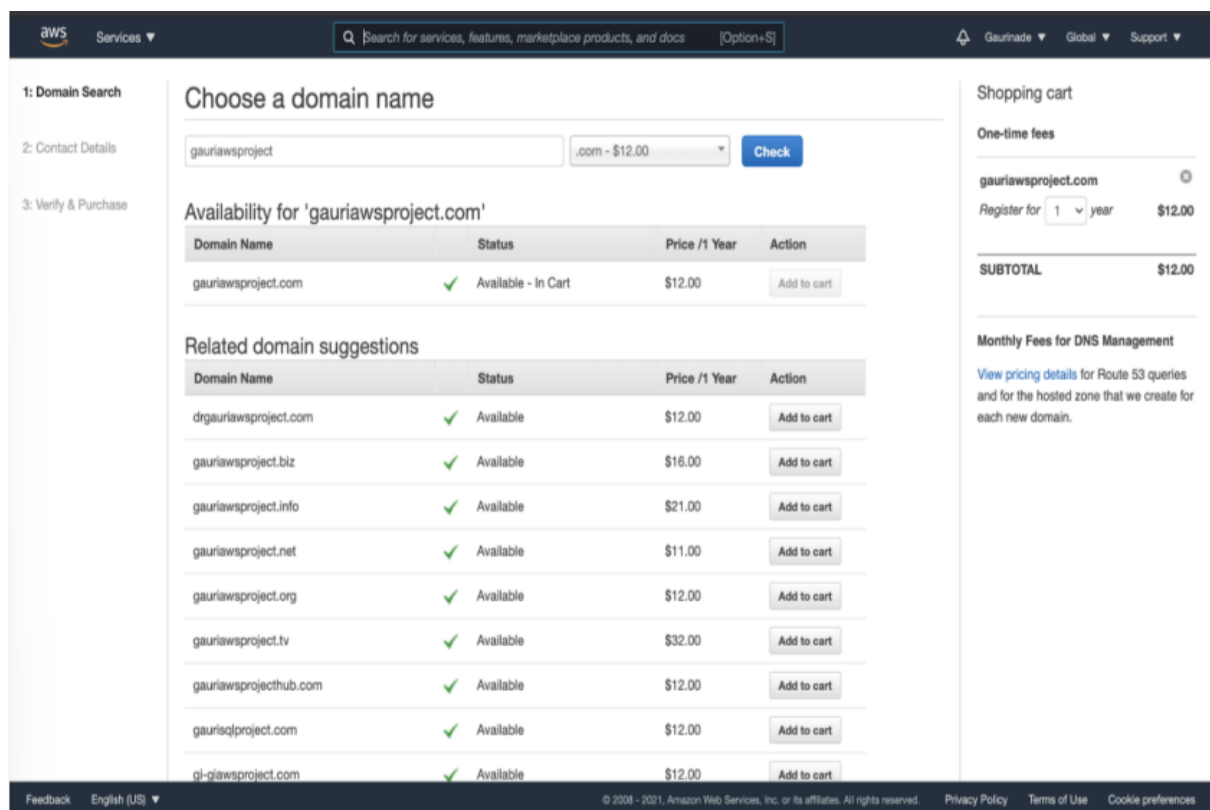 aws Services ▼ Search for services, features, marketplace products, and docs [Option+S] Gaurinade ▼ Global ▼ Support ▼
1: Domain Search
2: Contact Details
3: Verify & Purchase
Choose a domain name
gauriawsproject .com - $12.00 Check
Availability for 'gauriawsproject.com'
Domain Name Status Price /1 Year Action
gauriawsproject.com Available - In Cart $12.00 Add to cart
Related domain suggestions
Domain Name Status Price /1 Year Action
drgauriawsproject.com Available $12.00 Add to cart
gauriawsproject.biz Available $16.00 Add to cart
gauriawsproject.info Available $21.00 Add to cart
gauriawsproject.net Available $11.00 Add to cart
gauriawsproject.org Available $12.00 Add to cart
gauriawsproject.tv Available $32.00 Add to cart
gauriawsprojecthub.com Available $12.00 Add to cart
gaurisqlproject.com Available $12.00 Add to cart
gi-giawsproject.com Available $12.00 Add to cart
Shopping cart
One-time fees
gauriawsproject.com
Register for 1 year $12.00
SUBTOTAL $12.00
Monthly Fees for DNS Management
View pricing details for Route 53 queries
and for the hosted zone that we create for
each new domain.
Feedback English (US) ▼ © 2008 - 2021, Amazon Web Services, Inc. or its affiliates. All rights reserved. Privacy Policy Terms of Use Cookie preferences